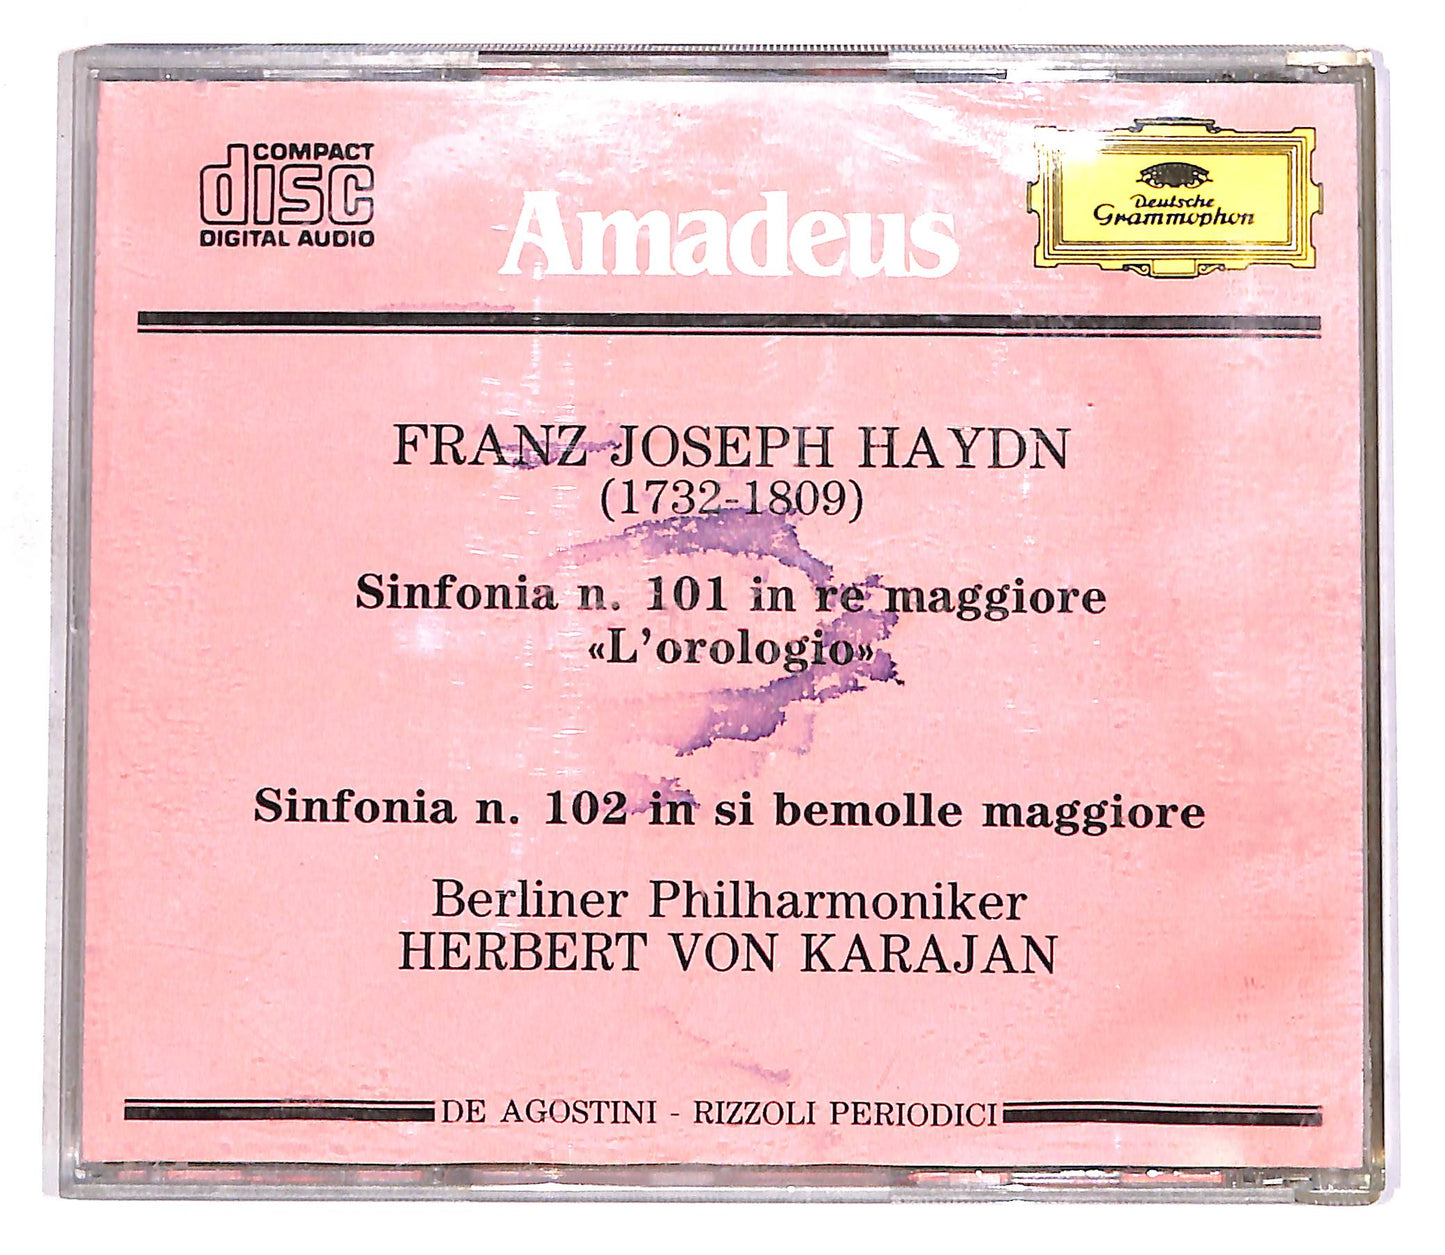 COMPACT
disc
DIGITAL AUDIO
Amadeus
Deutsche
Grammophon
FRANZ JOSEPH HAYDN
(1732-1809)
Sinfonia n. 101 in re maggiore
«L'orologio»
Sinfonia n. 102 in si bemolle maggiore
Berliner Philharmoniker
HERBERT VON KARAJAN
DE AGOSTINI - RIZZOLI PERIODICI